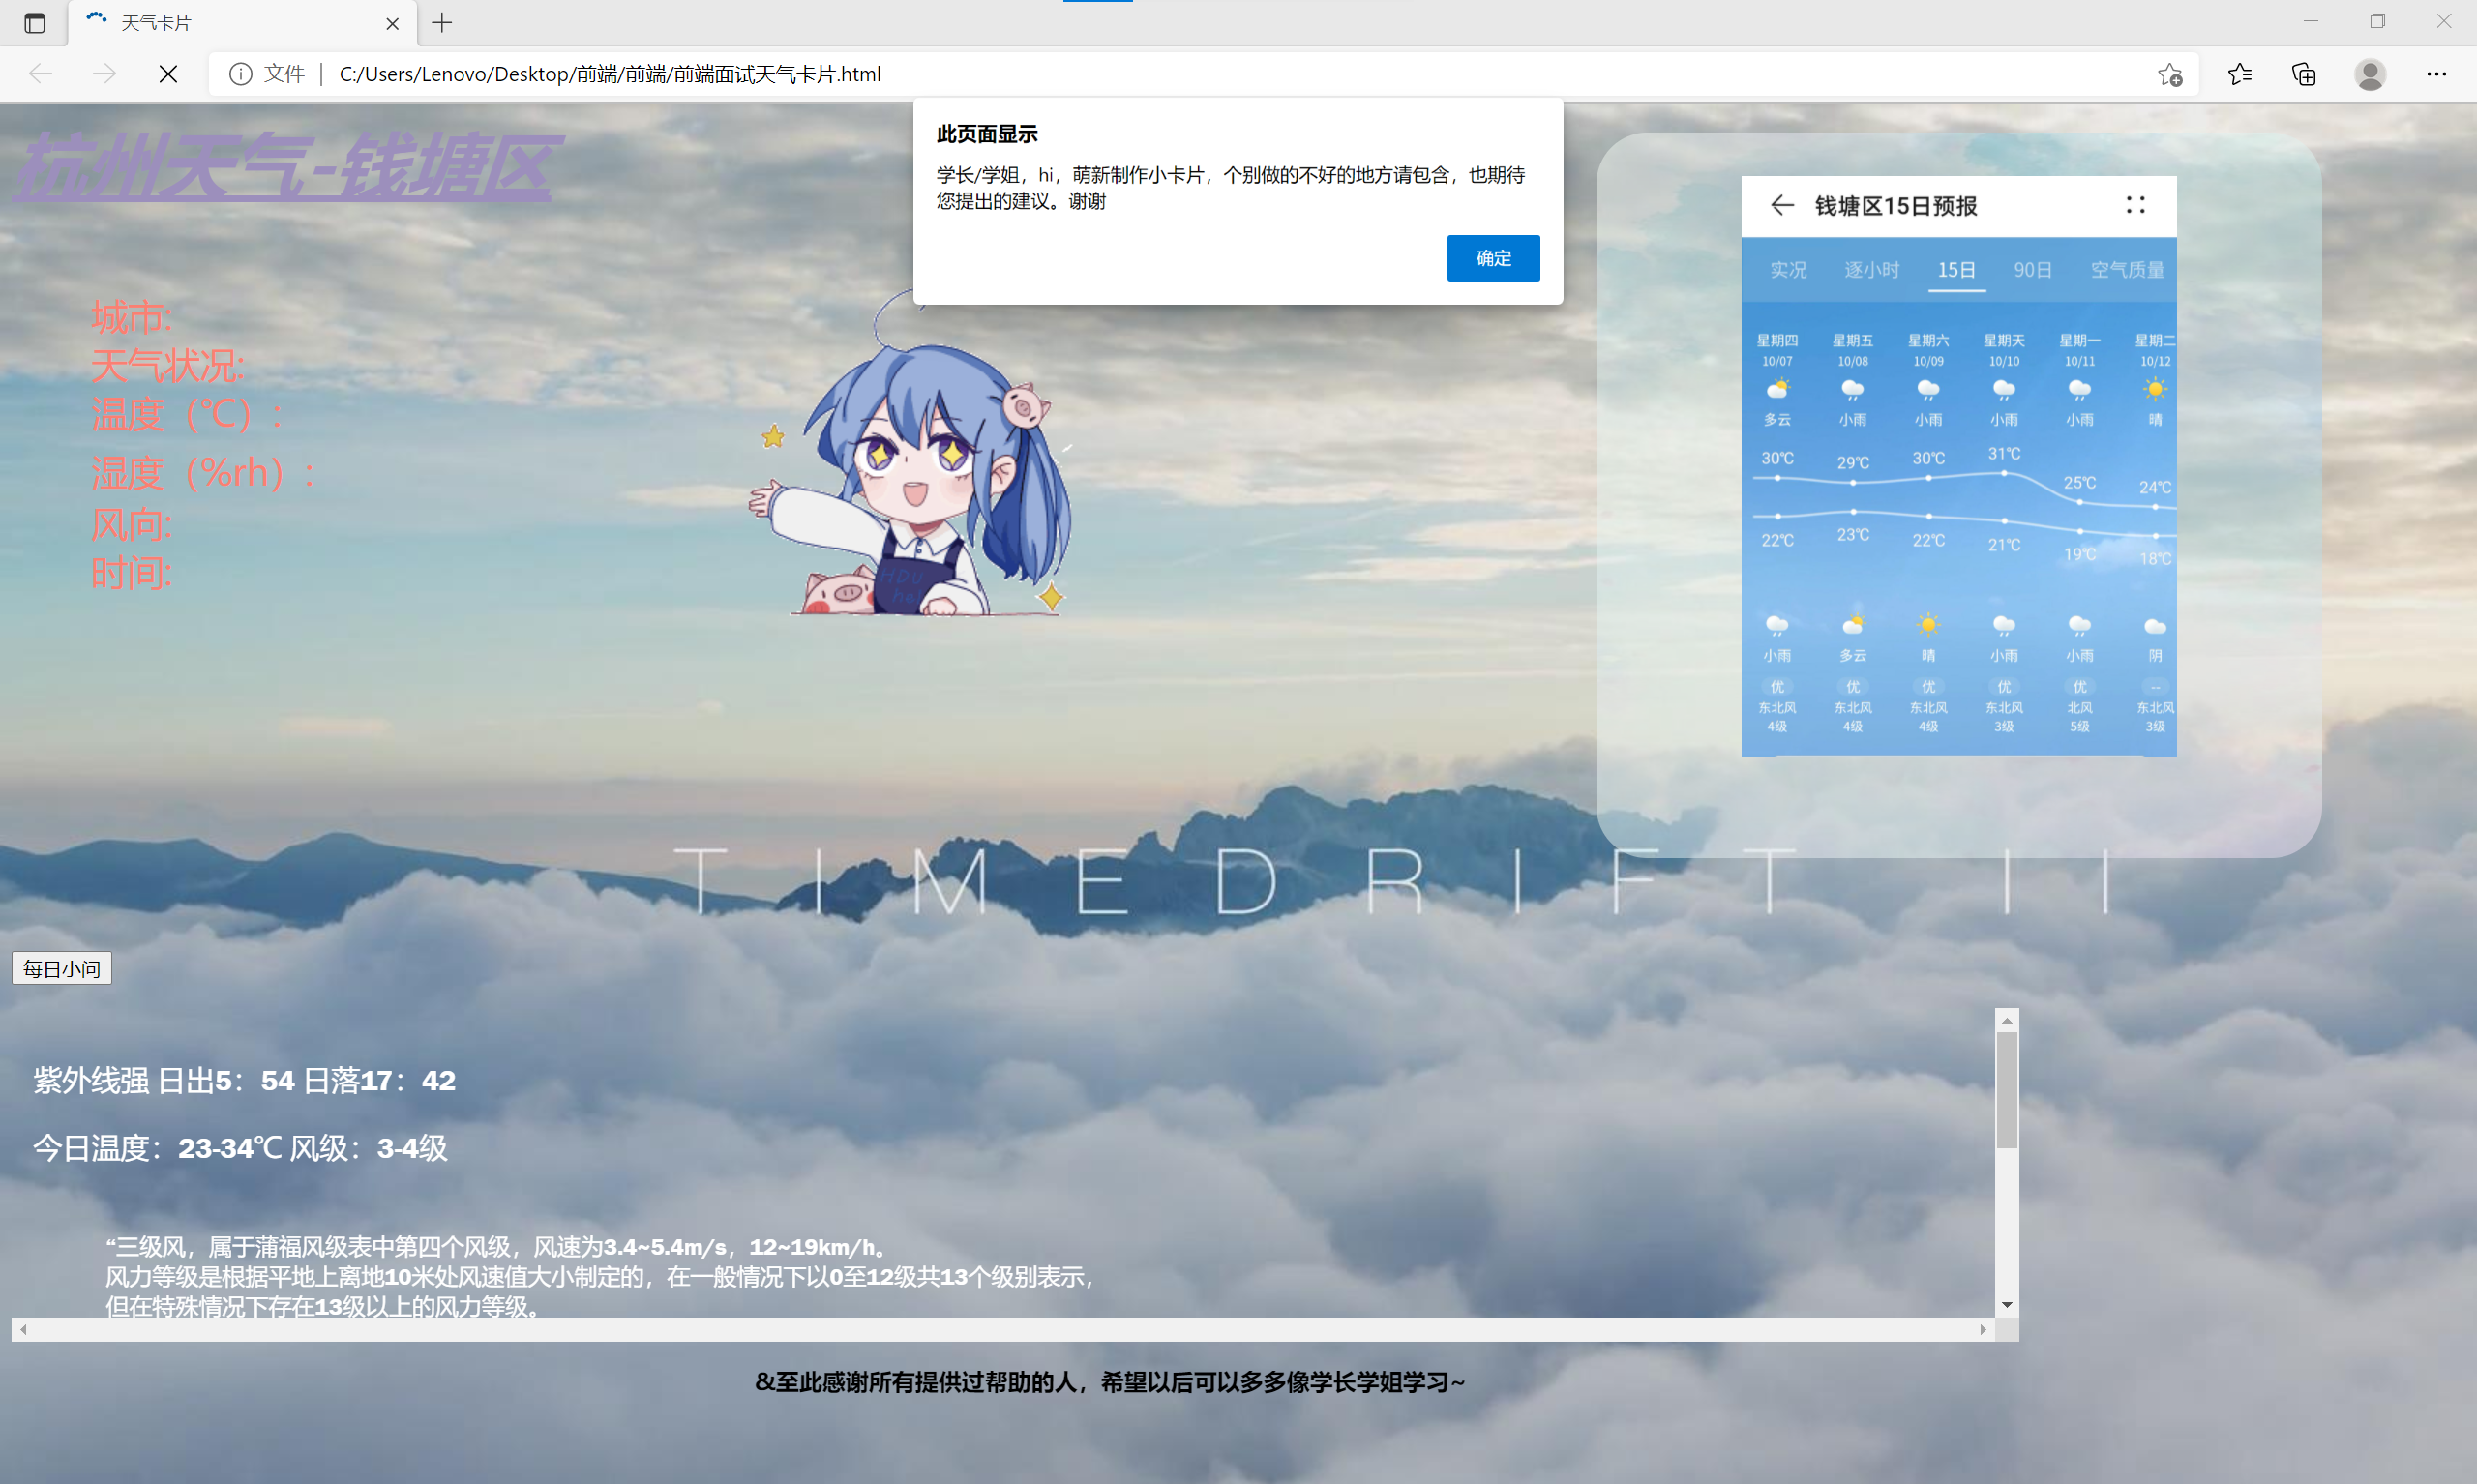 天气卡片
文件
C:/Users/Lenovo/Desktop/前端/前端/前端面试天气卡片.html
此页面显示
学长/学姐，hi，萌新制作小卡片，个别做的不好的地方请包含，也期待
您提出的建议。谢谢
确定
杭州天气-钱塘区
城市:
天气状况:
温度（℃）:
湿度（%rh）:
风向:
时间:
HDU
hel
钱塘区15日预报
实况 逐小时 15日 90日 空气质量
星期四 星期五 星期六 星期天 星期一 星期二
10/07 10/08 10/09 10/10 10/11 10/12
多云 小雨 小雨 小雨 小雨 晴
30℃ 29℃ 30℃ 31℃ 25℃ 24℃
22℃ 23℃ 22℃ 21℃ 19℃ 18℃
小雨 多云 晴 小雨 小雨 阴
优 优 优 优 优 --
东北风 东北风 东北风 东北风 北风 东北风
4级 4级 4级 3级 5级 3级
TIMEDRIFT II
每日小问
紫外线强 日出5：54 日落17：42
今日温度：23-34℃ 风级：3-4级
“三级风，属于蒲福风级表中第四个风级，风速为3.4~5.4m/s，12~19km/h。
风力等级是根据平地上离地10米处风速值大小制定的，在一般情况下以0至12级共13个级别表示，
但在特殊情况下存在13级以上的风力等级。
&至此感谢所有提供过帮助的人，希望以后可以多多像学长学姐学习~